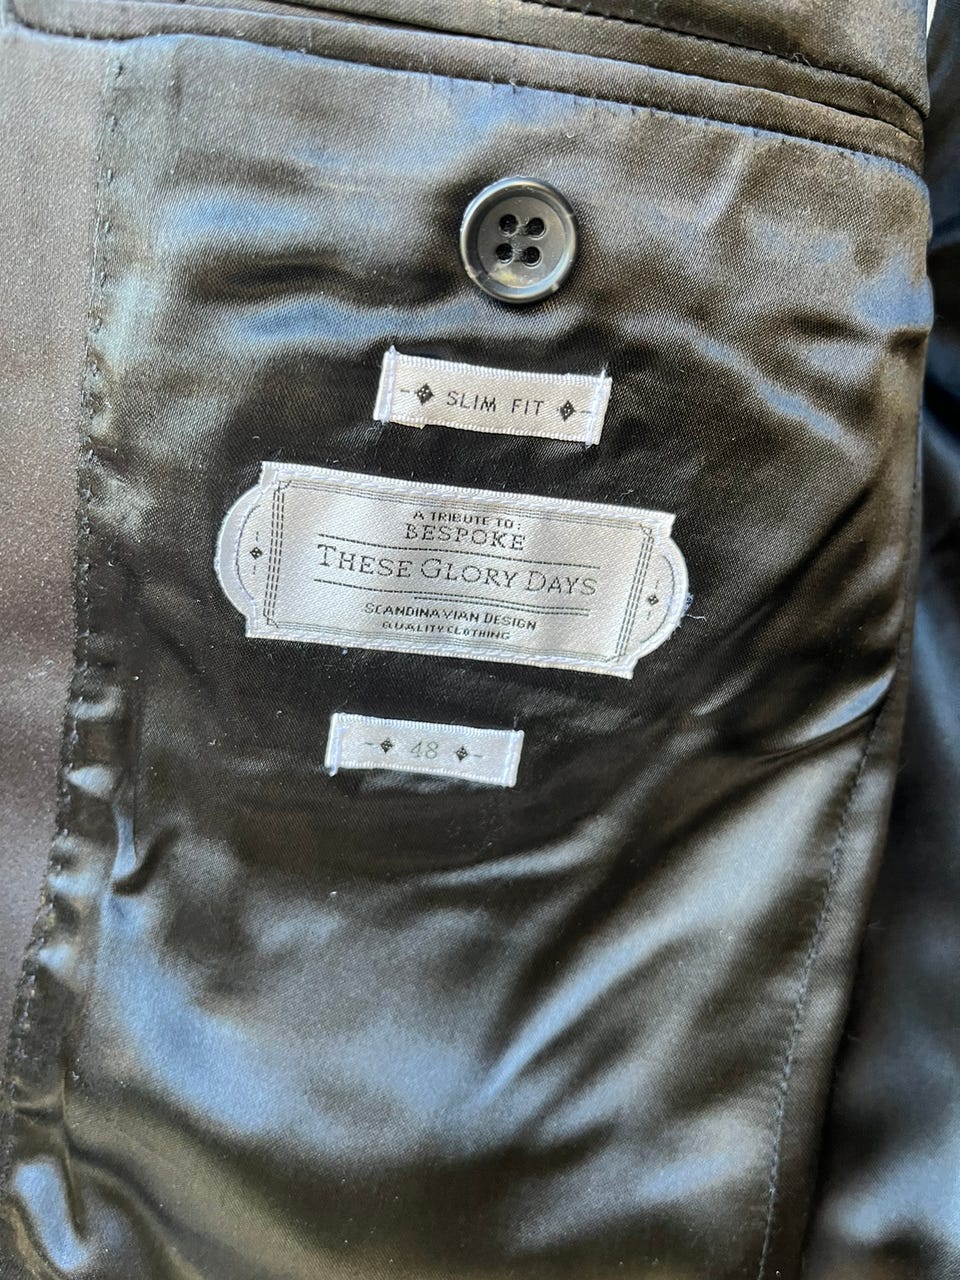 SLIM FIT
A TRIBUTE TO:
BESPOKE
THESE GLORY DAYS
SCANDINAVIAN DESIGN
QUALITY CLOTHING
48